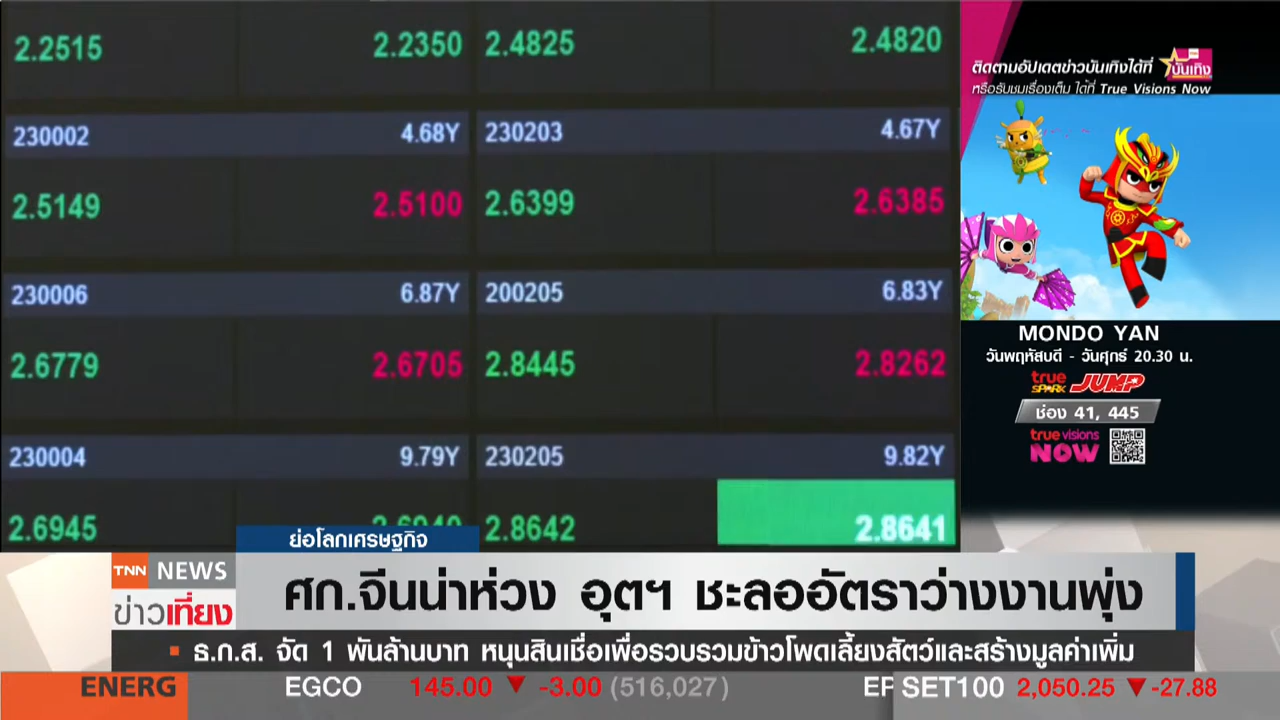 2.2515 2.2350 2.4825 2.4820
230002 4.68Y 230203 4.67Y
2.5149 2.5100 2.6399 2.6385
230006 6.87Y 200205 6.83Y
2.6779 2.6705 2.8445 2.8262
230004 9.79Y 230205 9.82Y
2.6945 2.8642 2.8641
ติดตามอัปเดตข่าวบันเทิงได้ที่ บันเทิง
หรือรับชมเรื่องเต็ม ได้ที่ True Visions Now
MONDO YAN
วันพฤหัสบดี - วันศุกร์ 20.30 น.
true SPARK JUMP
ช่อง 41, 445
true visions
NOW
ย่อโลกเศรษฐกิจ
TNN NEWS
ข่าวเที่ยง
ศก.จีนน่าห่วง อุตฯ ชะลออัตราว่างงานพุ่ง
ธ.ก.ส. จัด 1 พันล้านบาท หนุนสินเชื่อเพื่อรวบรวมข้าวโพดเลี้ยงสัตว์และสร้างมูลค่าเพิ่ม
ENERG EGCO 145.00 ▼ -3.00 (516,027) EP SET100 2,050.25 ▼ -27.88